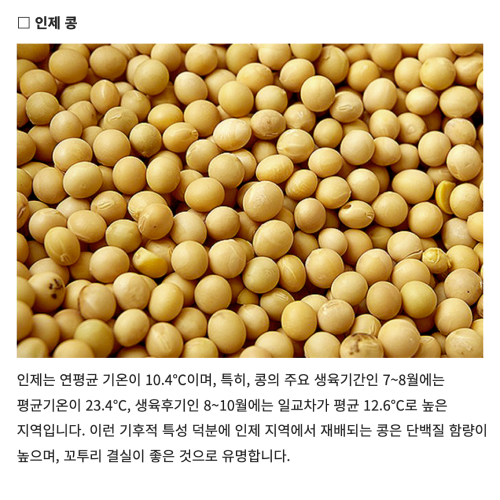 □ 인제 콩
인제는 연평균 기온이 10.4℃이며, 특히, 콩의 주요 생육기간인 7~8월에는
평균기온이 23.4℃, 생육후기인 8~10월에는 일교차가 평균 12.6℃로 높은
지역입니다. 이런 기후적 특성 덕분에 인제 지역에서 재배되는 콩은 단백질 함량이
높으며, 꼬투리 결실이 좋은 것으로 유명합니다.